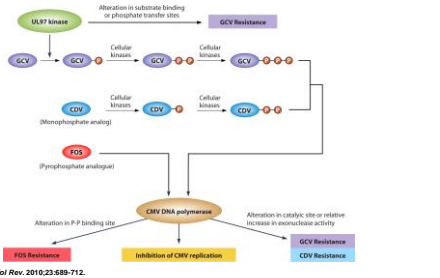 UL97 kinase
Alteration in substrate binding
or phosphate transfer sites
GCV Resistance
GCV
GCV P
Cellular
kinases
GCV P P
Cellular
kinases
GCV P P P
CDV
(Monophosphate analog)
Cellular
kinases
CDV P
Cellular
kinases
CDV P P
FOS
(Pyrophosphate analogue)
CMV DNA polymerase
Alteration in P-P binding site
Alteration in catalyic site or relative
increase in exonuclease activity
FOS Resistance
Inhibition of CMV replication
GCV Resistance
CDV Resistance
ol Rev. 2010;23:689-712.